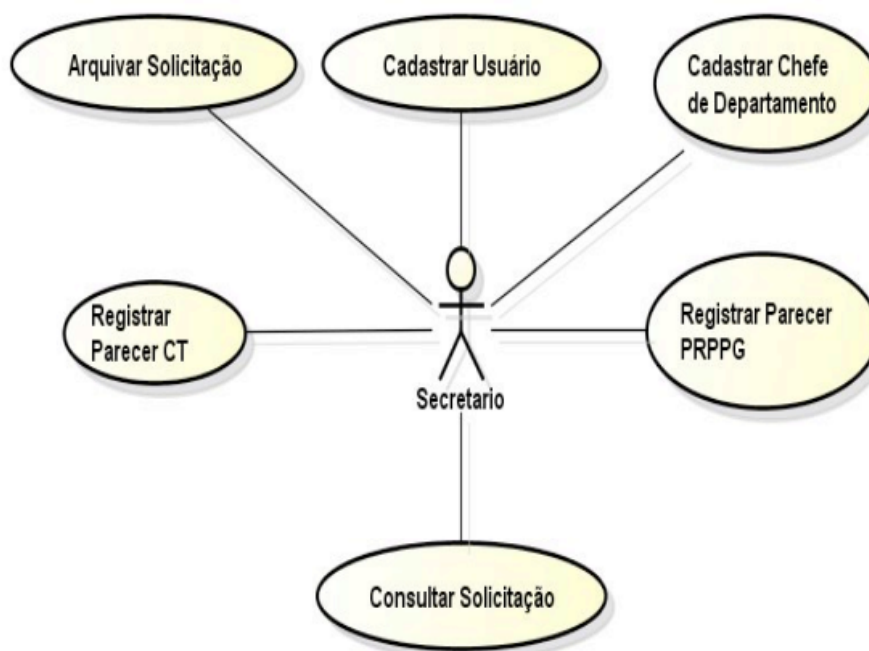 Arquivar Solicitação
Cadastrar Usuário
Cadastrar Chefe
de Departamento
Registrar
Parecer CT
Registrar Parecer
PRPPG
Secretario
Consultar Solicitação